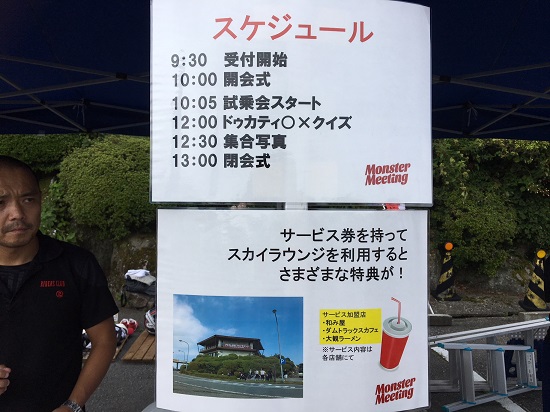 スケジュール
9:30 受付開始
10:00 開会式
10:05 試乗会スタート
12:00 ドゥカティ○×クイズ
12:30 集合写真
13:00 閉会式
Monster
Meeting
サービス券を持って
スカイラウンジを利用すると
さまざまな特典が!
サービス加盟店
・和み屋
・ダムトラックスカフェ
・大観ラーメン
※サービス内容は
各店舗にて
Monster
Meeting